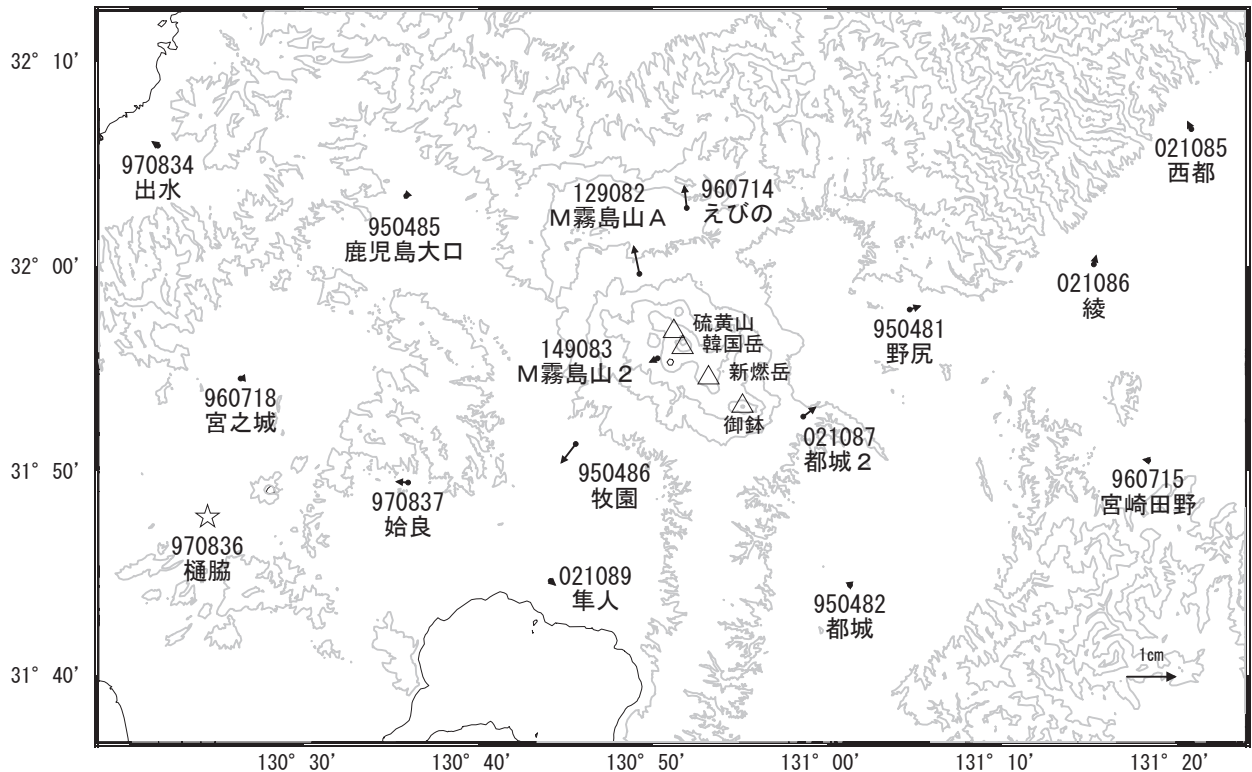 32° 10'
021085
西都
970834
出水
129082
M霧島山A
960714
えびの
950485
鹿児島大口
32° 00'
021086
綾
950481
野尻
硫黄山
韓国岳
149083
M霧島山2
新燃岳
960718
宮之城
御鉢
021087
都城2
31° 50'
950486
牧園
960715
宮崎田野
970837
姶良
970836
樋脇
021089
隼人
950482
都城
1cm
31° 40'
130° 30' 130° 40' 130° 50' 131° 00' 131° 10' 131° 20'